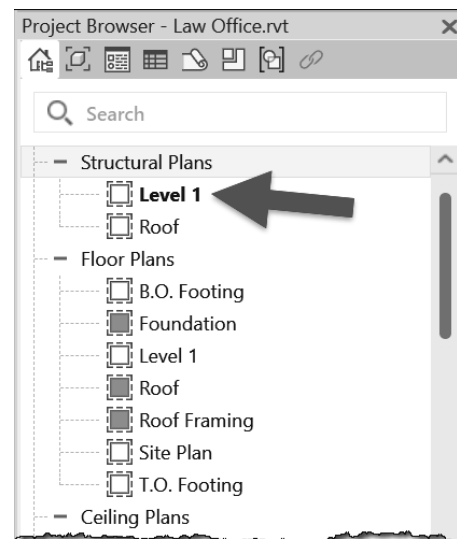 Project Browser - Law Office.rvt
Search
Structural Plans
Level 1
Roof
Floor Plans
B.O. Footing
Foundation
Level 1
Roof
Roof Framing
Site Plan
T.O. Footing
Ceiling Plans